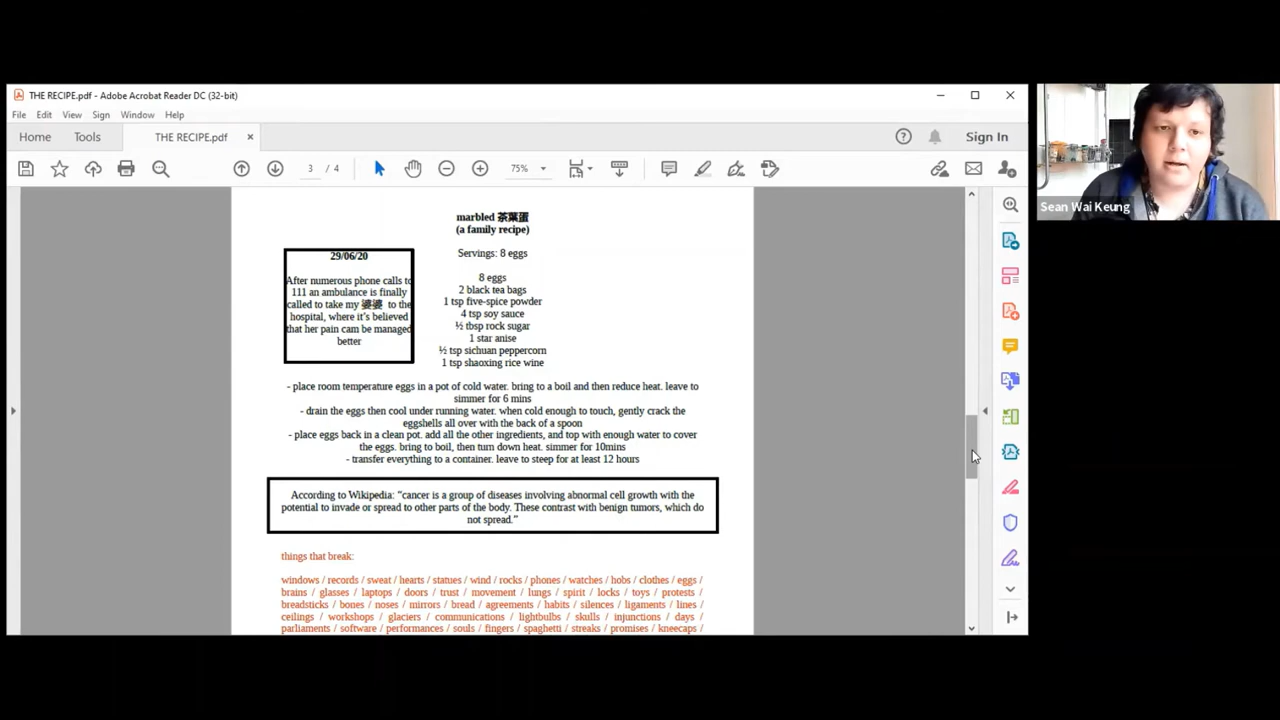 THE RECIPE.pdf - Adobe Acrobat Reader DC (32-bit)
File Edit View Sign Window Help
Home Tools THE RECIPE.pdf Sign In
3 / 4 75%
marbled 茶葉蛋
(a family recipe)
Servings: 8 eggs
8 eggs
2 black tea bags
1 tsp five-spice powder
4 tsp soy sauce
½ tbsp rock sugar
1 star anise
½ tsp sichuan peppercorn
1 tsp shaoxing rice wine
29/06/20
After numerous phone calls to
111 an ambulance is finally
called to take my 婆婆 to the
hospital, where it's believed
that her pain cam be managed
better
- place room temperature eggs in a pot of cold water. bring to a boil and then reduce heat. leave to
simmer for 6 mins
- drain the eggs then cool under running water. when cold enough to touch, gently crack the
eggshells all over with the back of a spoon
- place eggs back in a clean pot. add all the other ingredients, and top with enough water to cover
the eggs. bring to boil, then turn down heat. simmer for 10mins
- transfer everything to a container. leave to steep for at least 12 hours
According to Wikipedia: “cancer is a group of diseases involving abnormal cell growth with the
potential to invade or spread to other parts of the body. These contrast with benign tumors, which do
not spread.”
things that break:
windows / records / sweat / hearts / statues / wind / rocks / phones / watches / hobs / clothes / eggs /
brains / glasses / laptops / doors / trust / movement / lungs / spirit / locks / toys / protests /
breadsticks / bones / noses / mirrors / bread / agreements / habits / silences / ligaments / lines /
ceilings / workshops / glaciers / communications / lightbulbs / skulls / injunctions / days /
parliaments / software / performances / souls / fingers / spaghetti / streaks / promises / kneecaps /
Sean Wai Keung